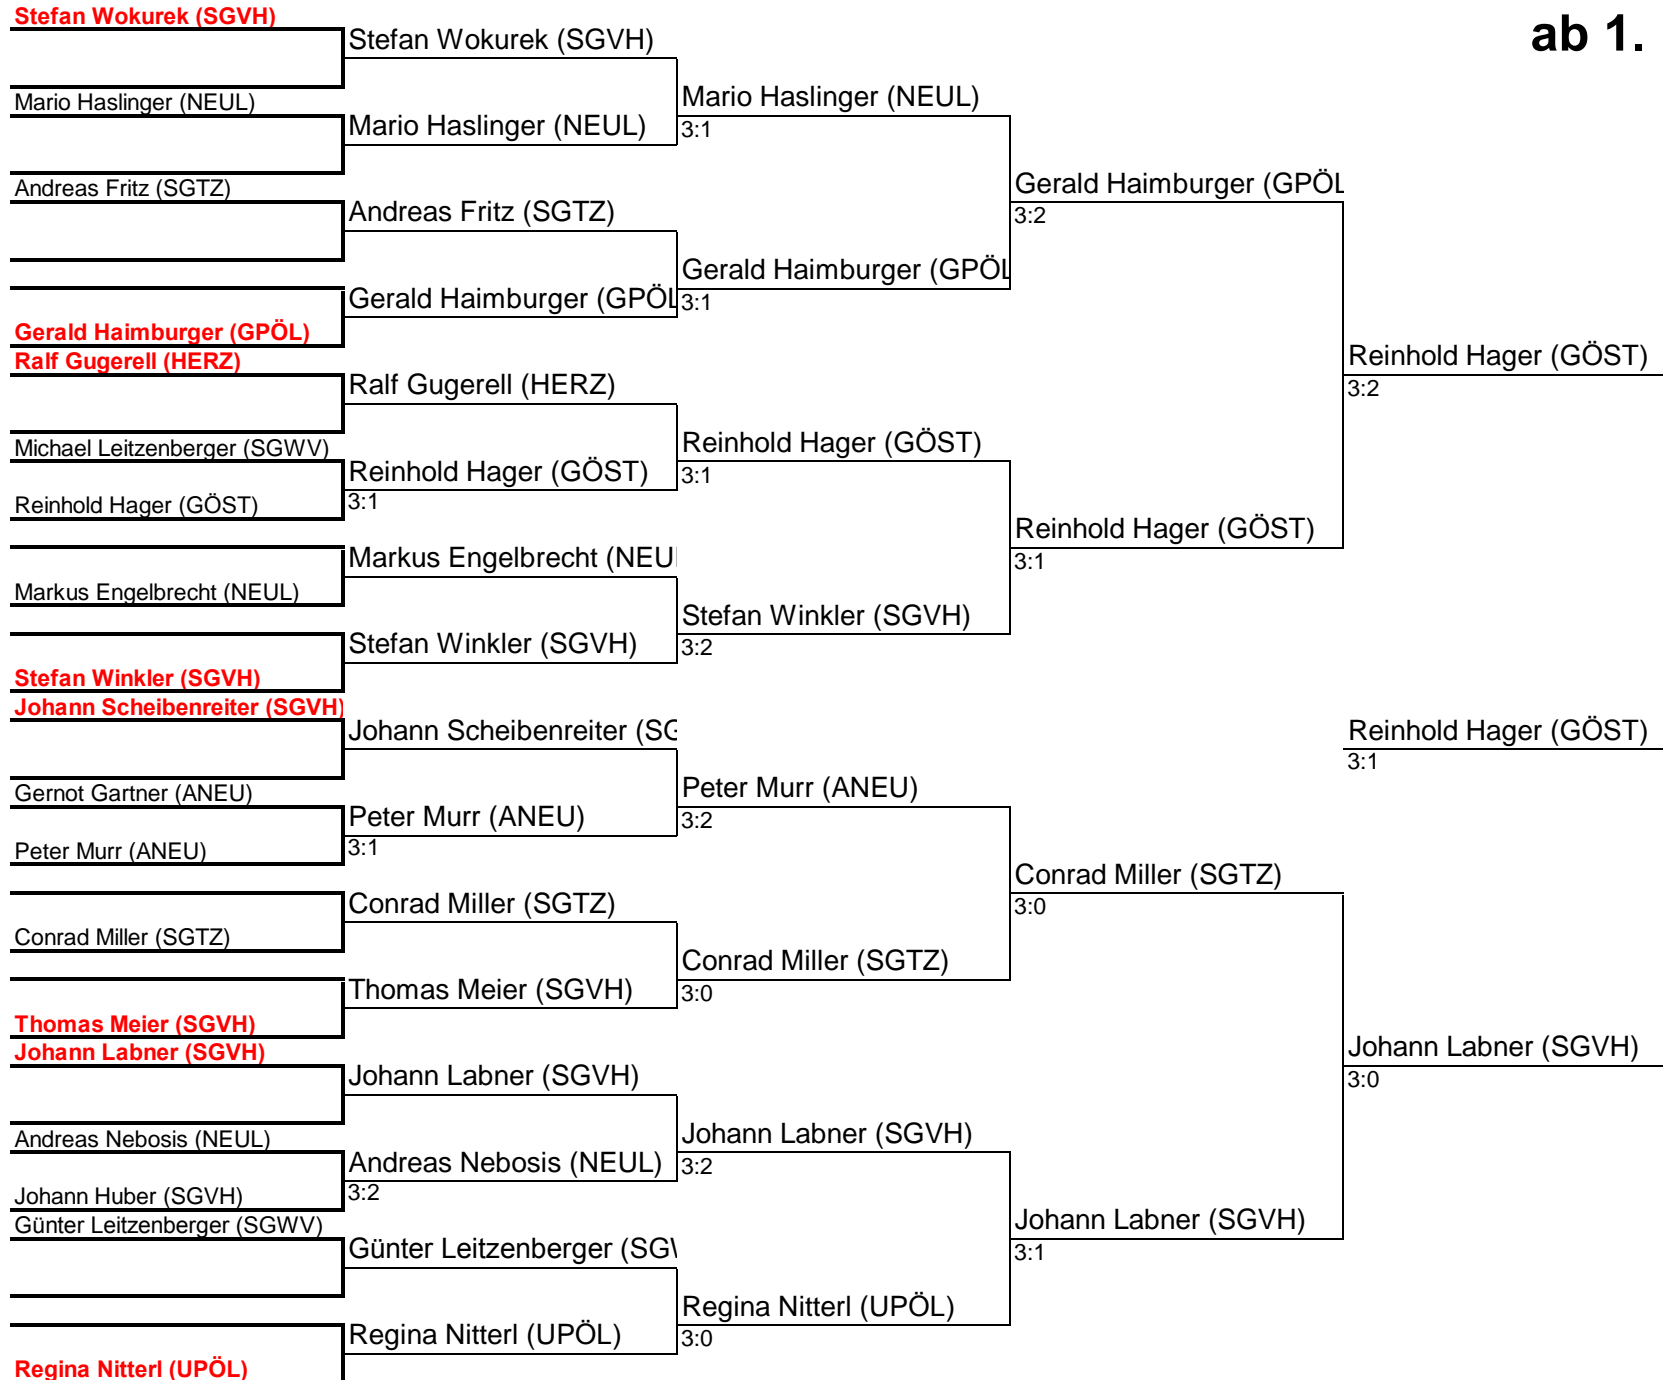 Stefan Wokurek (SGVH)
ab 1.
Stefan Wokurek (SGVH)
Mario Haslinger (NEUL)
Mario Haslinger (NEUL)
3:1
Mario Haslinger (NEUL)
Andreas Fritz (SGTZ)
Gerald Haimburger (GPÖL
3:2
Andreas Fritz (SGTZ)
Gerald Haimburger (GPÖL
3:1
Gerald Haimburger (GPÖL
Gerald Haimburger (GPÖL)
Ralf Gugerell (HERZ)
Reinhold Hager (GÖST)
3:2
Ralf Gugerell (HERZ)
Michael Leitzenberger (SGWV)
Reinhold Hager (GÖST)
3:1
Reinhold Hager (GÖST)
3:1
Reinhold Hager (GÖST)
Reinhold Hager (GÖST)
3:1
Markus Engelbrecht (NEU
Markus Engelbrecht (NEUL)
Stefan Winkler (SGVH)
3:2
Stefan Winkler (SGVH)
Stefan Winkler (SGVH)
Johann Scheibenreiter (SGVH)
Johann Scheibenreiter (SG
Reinhold Hager (GÖST)
3:1
Gernot Gartner (ANEU)
Peter Murr (ANEU)
3:2
Peter Murr (ANEU)
3:1
Peter Murr (ANEU)
Conrad Miller (SGTZ)
3:0
Conrad Miller (SGTZ)
Conrad Miller (SGTZ)
Conrad Miller (SGTZ)
3:0
Thomas Meier (SGVH)
Thomas Meier (SGVH)
Johann Labner (SGVH)
Johann Labner (SGVH)
3:0
Johann Labner (SGVH)
Andreas Nebosis (NEUL)
Johann Labner (SGVH)
3:2
Andreas Nebosis (NEUL)
3:2
Johann Huber (SGVH)
Günter Leitzenberger (SGWV)
Johann Labner (SGVH)
3:1
Günter Leitzenberger (SGW
Regina Nitterl (UPÖL)
3:0
Regina Nitterl (UPÖL)
Regina Nitterl (UPÖL)